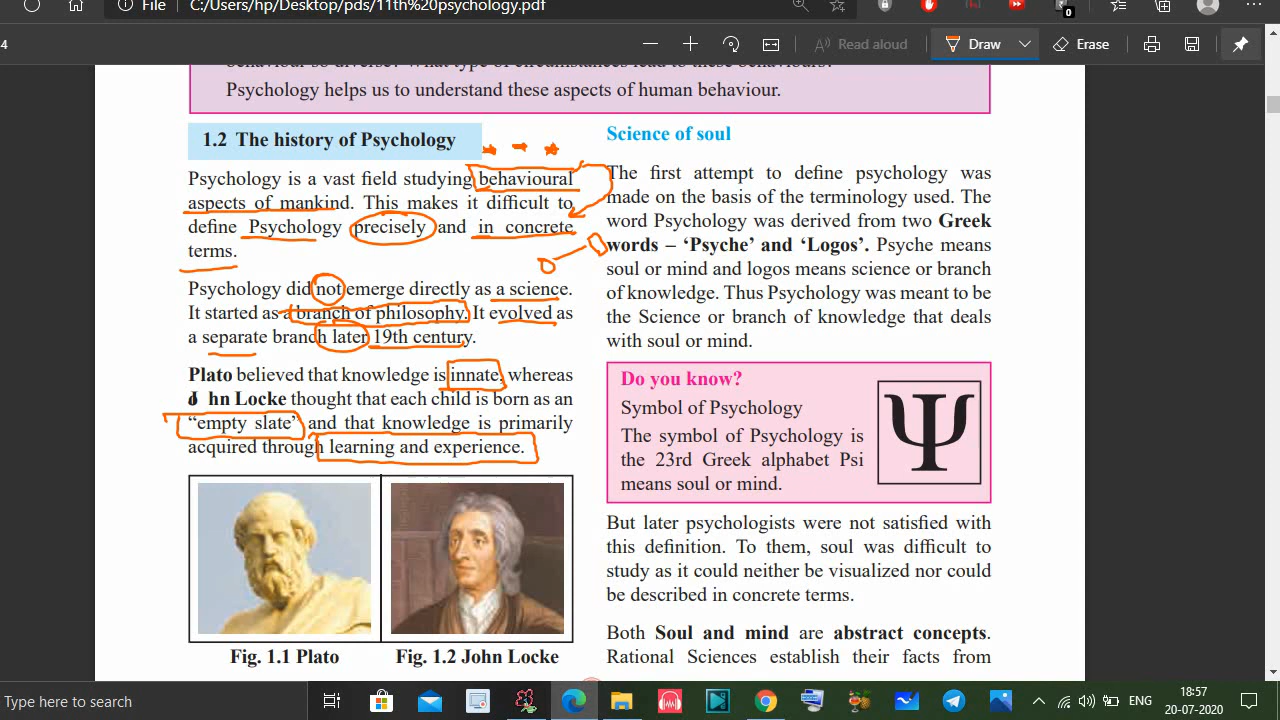 File
C:/Users/hp/Desktop/pds/11th%20psychology.pdf
0
4
Read aloud
Draw
Erase
Psychology helps us to understand these aspects of human behaviour.
1.2 The history of Psychology
Psychology is a vast field studying behavioural
aspects of mankind. This makes it difficult to
define Psychology precisely and in concrete
terms.
Psychology did not emerge directly as a science.
It started as a branch of philosophy. It evolved as
a separate branch later 19th century.
Plato believed that knowledge is innate, whereas
John Locke thought that each child is born as an
“empty slate” and that knowledge is primarily
acquired through learning and experience.
Fig. 1.1 Plato
Fig. 1.2 John Locke
Science of soul
The first attempt to define psychology was
made on the basis of the terminology used. The
word Psychology was derived from two Greek
words – ‘Psyche’ and ‘Logos’. Psyche means
soul or mind and logos means science or branch
of knowledge. Thus Psychology was meant to be
the Science or branch of knowledge that deals
with soul or mind.
Do you know?
Symbol of Psychology
The symbol of Psychology is
the 23rd Greek alphabet Psi
means soul or mind.
Ψ
But later psychologists were not satisfied with
this definition. To them, soul was difficult to
study as it could neither be visualized nor could
be described in concrete terms.
Both Soul and mind are abstract concepts.
Rational Sciences establish their facts from
Type here to search
ENG
18:57
20-07-2020